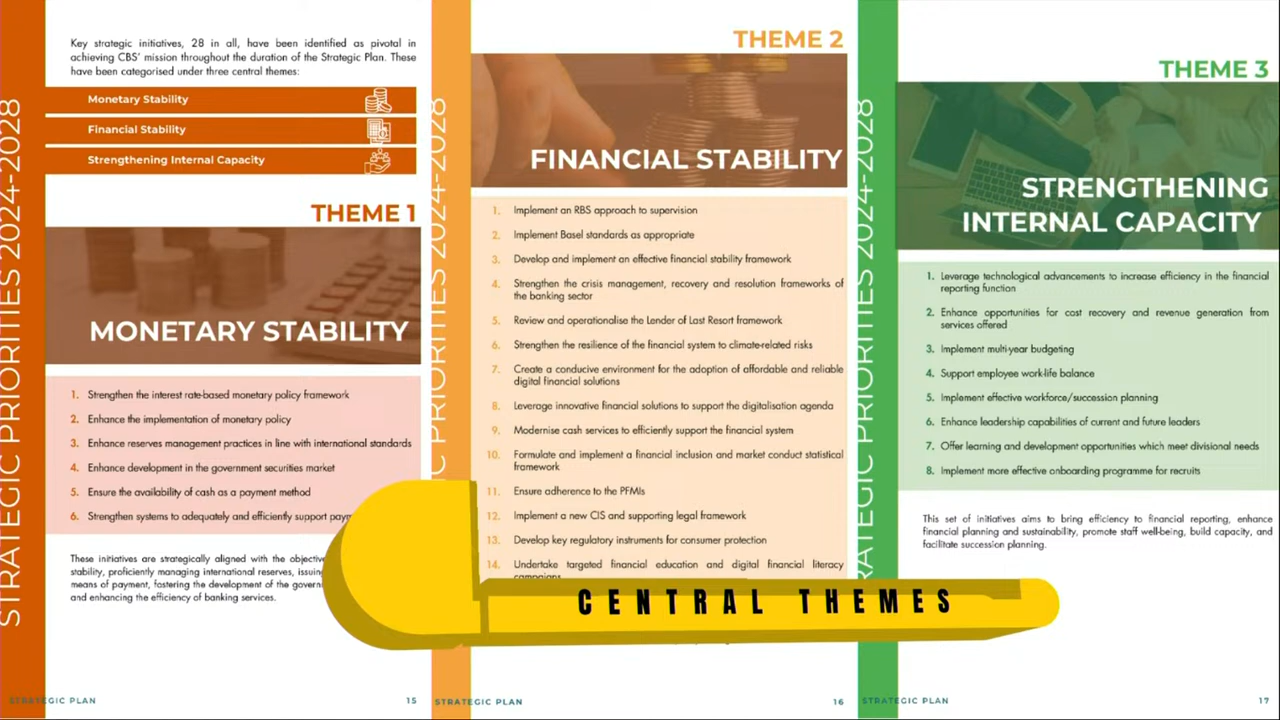 STRATEGIC PRIORITIES 2024-2028
Key strategic initiatives, 28 in all, have been identified as pivotal in
achieving CBS' mission throughout the duration of the Strategic Plan. These
have been categorised under three central themes:
Monetary Stability
Financial Stability
Strengthening Internal Capacity
THEME 1
MONETARY STABILITY
1. Strengthen the interest rate-based monetary policy framework
2. Enhance the implementation of monetary policy
3. Enhance reserves management practices in line with international standards
4. Enhance development in the government securities market
5. Ensure the availability of cash as a payment method
6. Strengthen systems to adequately and efficiently support
These initiatives are strategically aligned with the
stability, proficiently managing international reserves,
means of payment, fostering the development of the
and enhancing the efficiency of banking services.
STRATEGIC PLAN
15
STRATEGIC PRIORITIES 2024-2028
THEME 2
FINANCIAL STABILITY
1. Implement an RBS approach to supervision
2. Implement Basel standards as appropriate
3. Develop and implement an effective financial stability framework
4. Strengthen the crisis management, recovery and resolution frameworks of
the banking sector
5. Review and operationalise the Lender of Last Resort framework
6. Strengthen the resilience of the financial system to climate-related risks
7. Create a conducive environment for the adoption of affordable and reliable
digital financial solutions
8. Leverage innovative financial solutions to support the digitalisation agenda
9. Modernise cash services to efficiently support the financial system
10. Formulate and implement a financial inclusion and market conduct statistical
framework
11. Ensure adherence to the PFMIs
12. Implement a new CIS and supporting legal framework
13. Develop key regulatory instruments for consumer protection
14. Undertake targeted financial education and digital financial literacy
campaigns
STRATEGIC PLAN
16
STRATEGIC PRIORITIES 2024-2028
THEME 3
STRENGTHENING
INTERNAL CAPACITY
1. Leverage technological advancements to increase efficiency in the financial
reporting function
2. Enhance opportunities for cost recovery and revenue generation from
services offered
3. Implement multi-year budgeting
4. Support employee work-life balance
5. Implement effective workforce/succession planning
6. Enhance leadership capabilities of current and future leaders
7. Offer learning and development opportunities which meet divisional needs
8. Implement more effective onboarding programme for recruits
This set of initiatives aims to bring efficiency to financial reporting, enhance
financial planning and sustainability, promote staff well-being, build capacity, and
facilitate succession planning.
STRATEGIC PLAN
17
CENTRAL THEMES